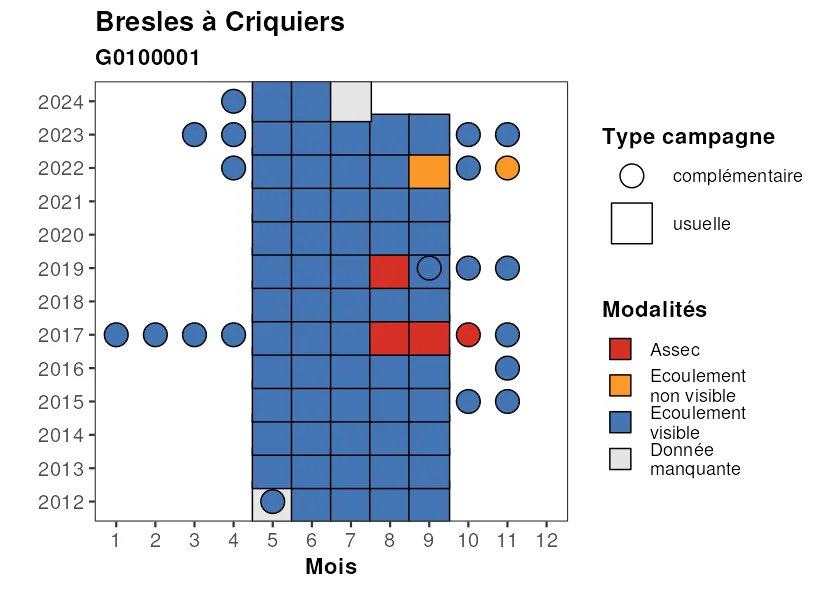 Bresles à Criquiers
G0100001
2024
2023
2022
2021
2020
2019
2018
2017
2016
2015
2014
2013
2012
1 2 3 4 5 6 7 8 9 10 11 12
Mois
Type campagne
complémentaire
usuelle
Modalités
Assec
Ecoulement
non visible
Ecoulement
visible
Donnée
manquante